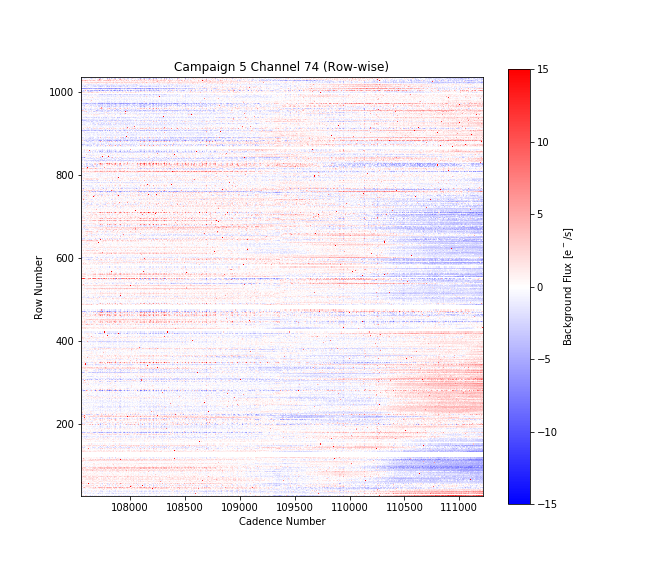 Campaign 5 Channel 74 (Row-wise)
1000
800
600
400
200
Row Number
108000 108500 109000 109500 110000 110500 111000
Cadence Number
15
10
5
0
−5
−10
−15
Background Flux [e⁻/s]